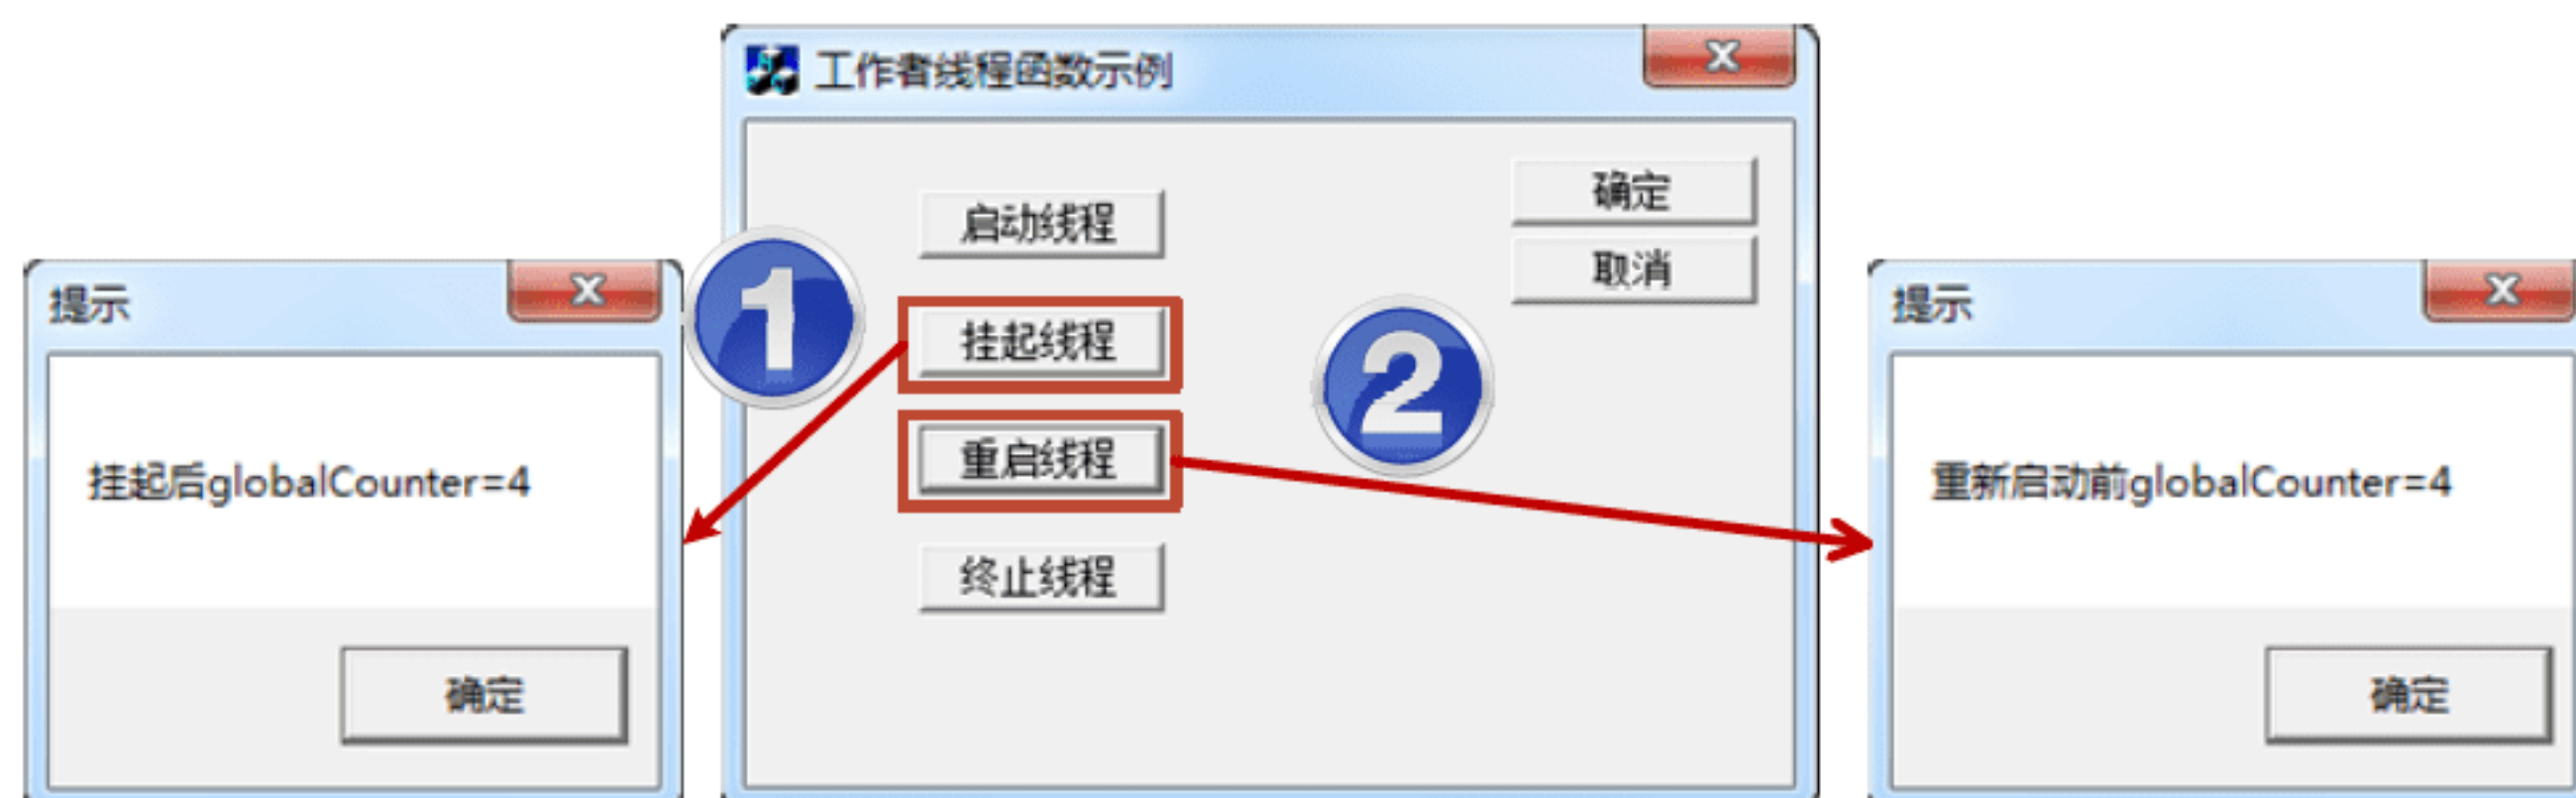 提示
挂起后globalCounter=4
确定
1
工作者线程函数示例
启动线程
挂起线程
重启线程
终止线程
2
确定
取消
提示
重新启动前globalCounter=4
确定